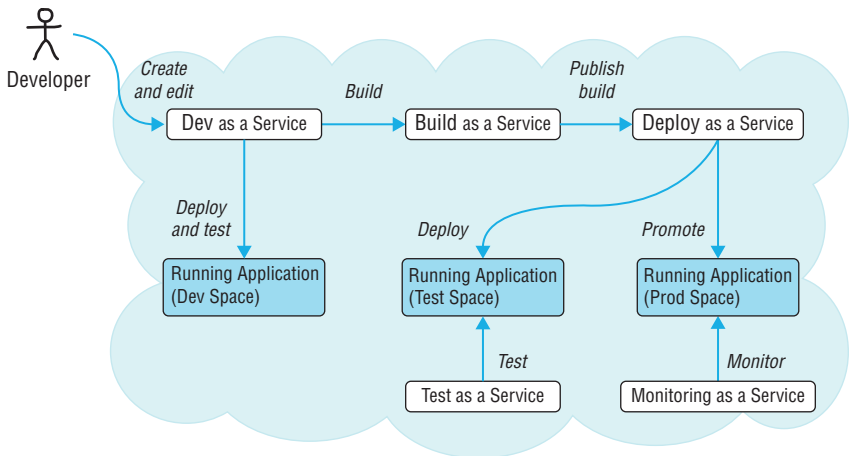 Developer
Create
and edit
Build
Publish
build
Dev as a Service
Build as a Service
Deploy as a Service
Deploy
and test
Deploy
Promote
Running Application
(Dev Space)
Running Application
(Test Space)
Running Application
(Prod Space)
Test
Monitor
Test as a Service
Monitoring as a Service